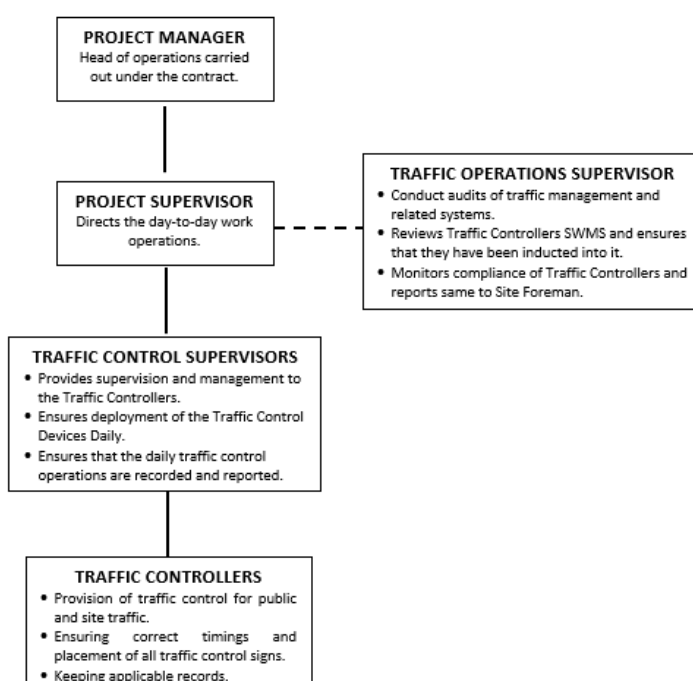 PROJECT MANAGER
Head of operations carried
out under the contract.
PROJECT SUPERVISOR
Directs the day-to-day work
operations.
TRAFFIC OPERATIONS SUPERVISOR
• Conduct audits of traffic management and
related systems.
• Reviews Traffic Controllers SWMS and ensures
that they have been inducted into it.
• Monitors compliance of Traffic Controllers and
reports same to Site Foreman.
TRAFFIC CONTROL SUPERVISORS
• Provides supervision and management to
the Traffic Controllers.
• Ensures deployment of the Traffic Control
Devices Daily.
• Ensures that the daily traffic control
operations are recorded and reported.
TRAFFIC CONTROLLERS
• Provision of traffic control for public
and site traffic.
• Ensuring correct timings and
placement of all traffic control signs.
• Keeping applicable records.